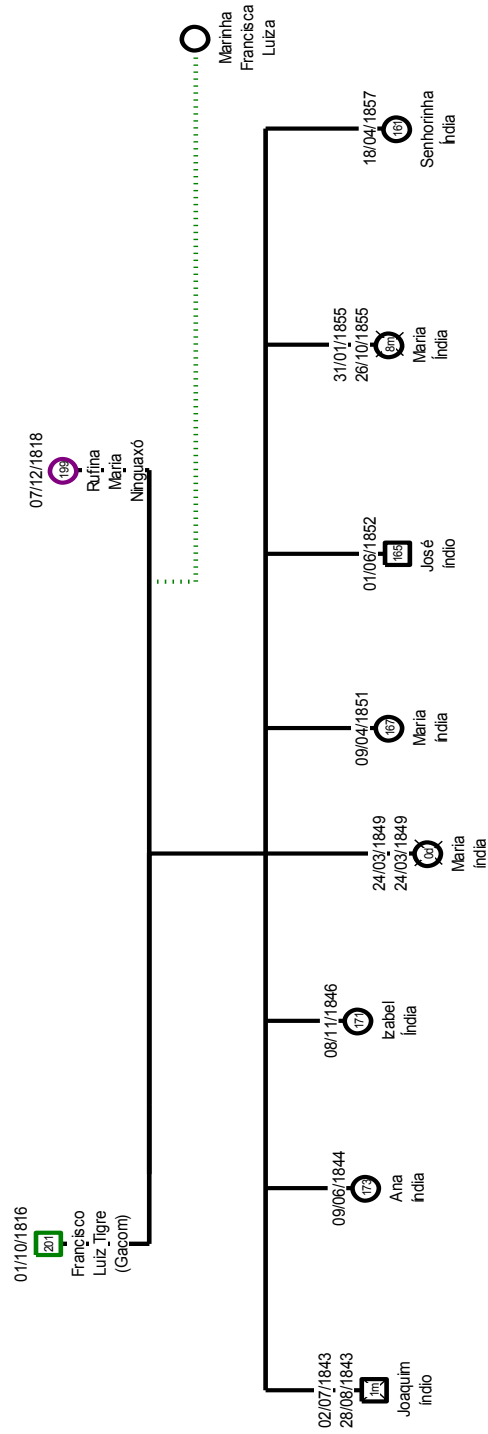 01/10/1816
201
Francisco
Luiz Tigre
(Gacom)
07/12/1818
199
Rufina
Maria
Ninguaxó
Marinha
Francisca
Luiza
02/07/1843
28/08/1843
1m
Joaquim
índio
09/06/1844
173
Ana
índia
08/11/1846
171
Izabel
índia
24/03/1849
24/03/1849
0d
Maria
índia
09/04/1851
167
Maria
índia
01/06/1852
165
José
índio
31/01/1855
26/10/1855
8m
Maria
índia
18/04/1857
161
Senhorinha
índia